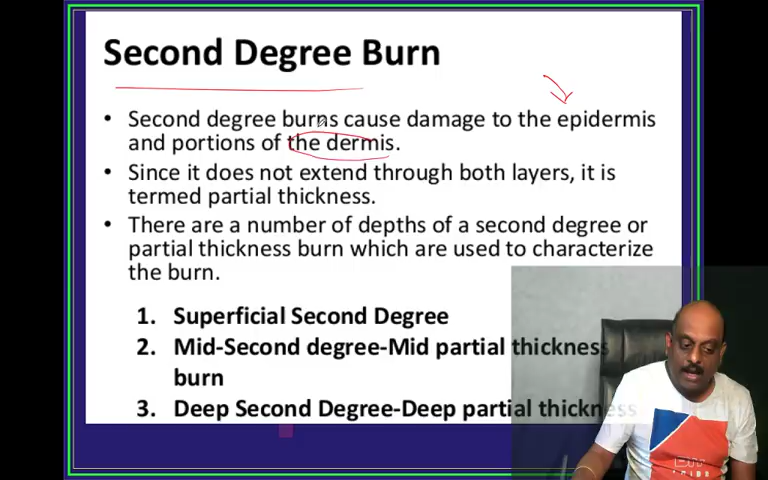 Second Degree Burn
• Second degree burns cause damage to the epidermis
and portions of the dermis.
• Since it does not extend through both layers, it is
termed partial thickness.
• There are a number of depths of a second degree or
partial thickness burn which are used to characterize
the burn.
1. Superficial Second Degree
2. Mid-Second degree-Mid partial thickness
burn
3. Deep Second Degree-Deep partial thickness